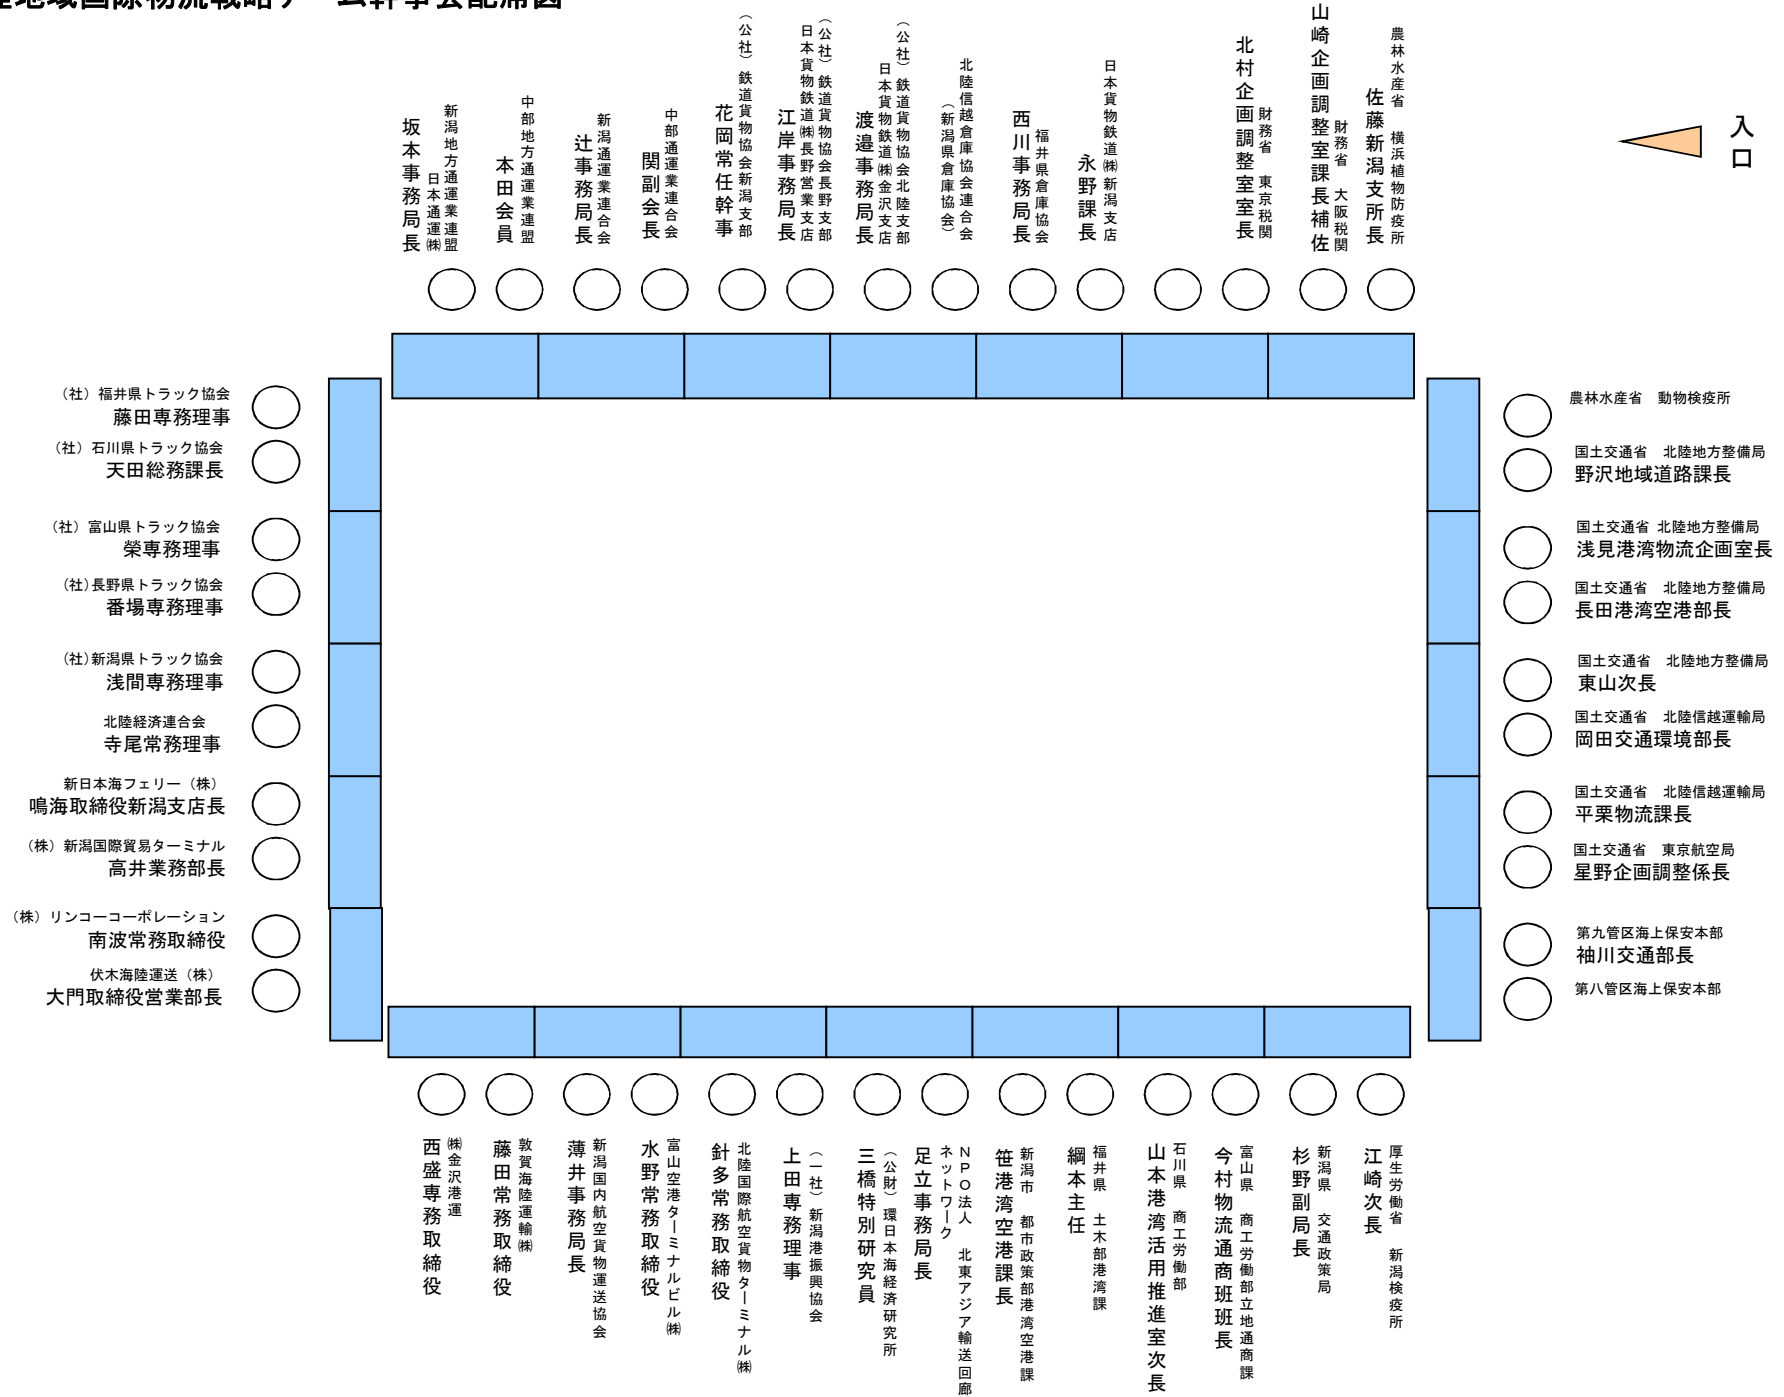 地域国際物流戦略チーム幹事会配席図
入口
新潟地方通運業連盟
日本通運㈱
坂本事務局長
中部地方通運業連盟
本田会員
新潟通運業連合会
辻事務局長
中部通運業連合会
関副会長
（公社）鉄道貨物協会新潟支部
花岡常任幹事
（公社）鉄道貨物協会長野支部
日本貨物鉄道㈱長野営業支店
江岸事務局長
（公社）鉄道貨物協会北陸支部
日本貨物鉄道㈱金沢支店
渡邉事務局長
北陸信越倉庫協会連合会
（新潟県倉庫協会）
福井県倉庫協会
西川事務局長
日本貨物鉄道㈱新潟支店
永野課長
財務省　東京税関
北村企画調整室室長
財務省　大阪税関
山崎企画調整室課長補佐
農林水産省　横浜植物防疫所
佐藤新潟支所長
（社）福井県トラック協会
藤田専務理事
（社）石川県トラック協会
天田総務課長
（社）富山県トラック協会
榮専務理事
（社）長野県トラック協会
番場専務理事
（社）新潟県トラック協会
浅間専務理事
北陸経済連合会
寺尾常務理事
新日本海フェリー（株）
鳴海取締役新潟支店長
（株）新潟国際貿易ターミナル
高井業務部長
（株）リンコーコーポレーション
南波常務取締役
伏木海陸運送（株）
大門取締役営業部長
農林水産省　動物検疫所
国土交通省　北陸地方整備局
野沢地域道路課長
国土交通省 北陸地方整備局
浅見港湾物流企画室長
国土交通省　北陸地方整備局
長田港湾空港部長
国土交通省　北陸地方整備局
東山次長
国土交通省　北陸信越運輸局
岡田交通環境部長
国土交通省　北陸信越運輸局
平栗物流課長
国土交通省　東京航空局
星野企画調整係長
第九管区海上保安本部
袖川交通部長
第八管区海上保安本部
㈱金沢港運
西盛専務取締役
敦賀海陸運輸㈱
藤田常務取締役
新潟国内航空貨物運送協会
薄井事務局長
富山空港ターミナルビル㈱
水野常務取締役
北陸国際航空貨物ターミナル㈱
針多常務取締役
（一社）新潟港振興協会
上田専務理事
（公財）環日本海経済研究所
三橋特別研究員
ＮＰＯ法人　北東アジア輸送回廊
ネットワーク
足立事務局長
新潟市　都市政策部港湾空港課
笹港湾空港課長
福井県　土木部港湾課
綱本主任
石川県　商工労働部
山本港湾活用推進室次長
富山県　商工労働部立地通商課
今村物流通商班班長
新潟県　交通政策局
杉野副局長
厚生労働省　新潟検疫所
江崎次長